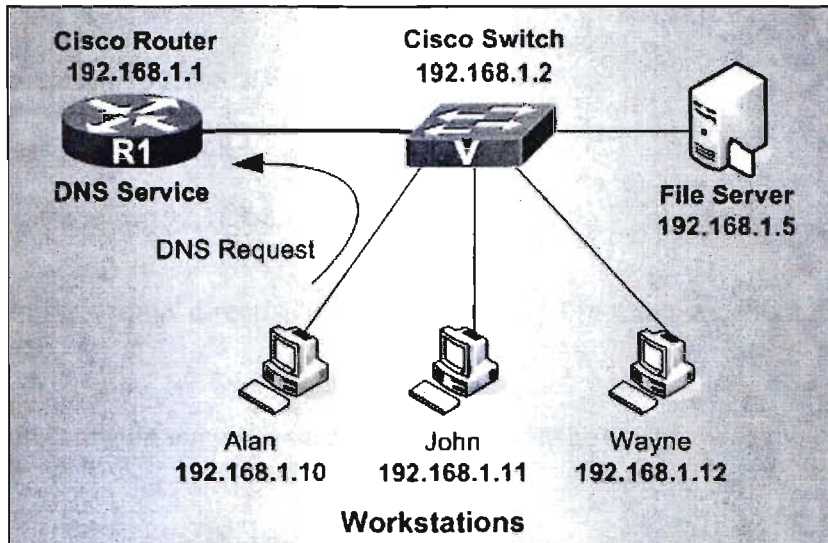 Cisco Router
192.168.1.1
R1
DNS Service
DNS Request
Cisco Switch
192.168.1.2
V
File Server
192.168.1.5
Alan
192.168.1.10
John
192.168.1.11
Wayne
192.168.1.12
Workstations